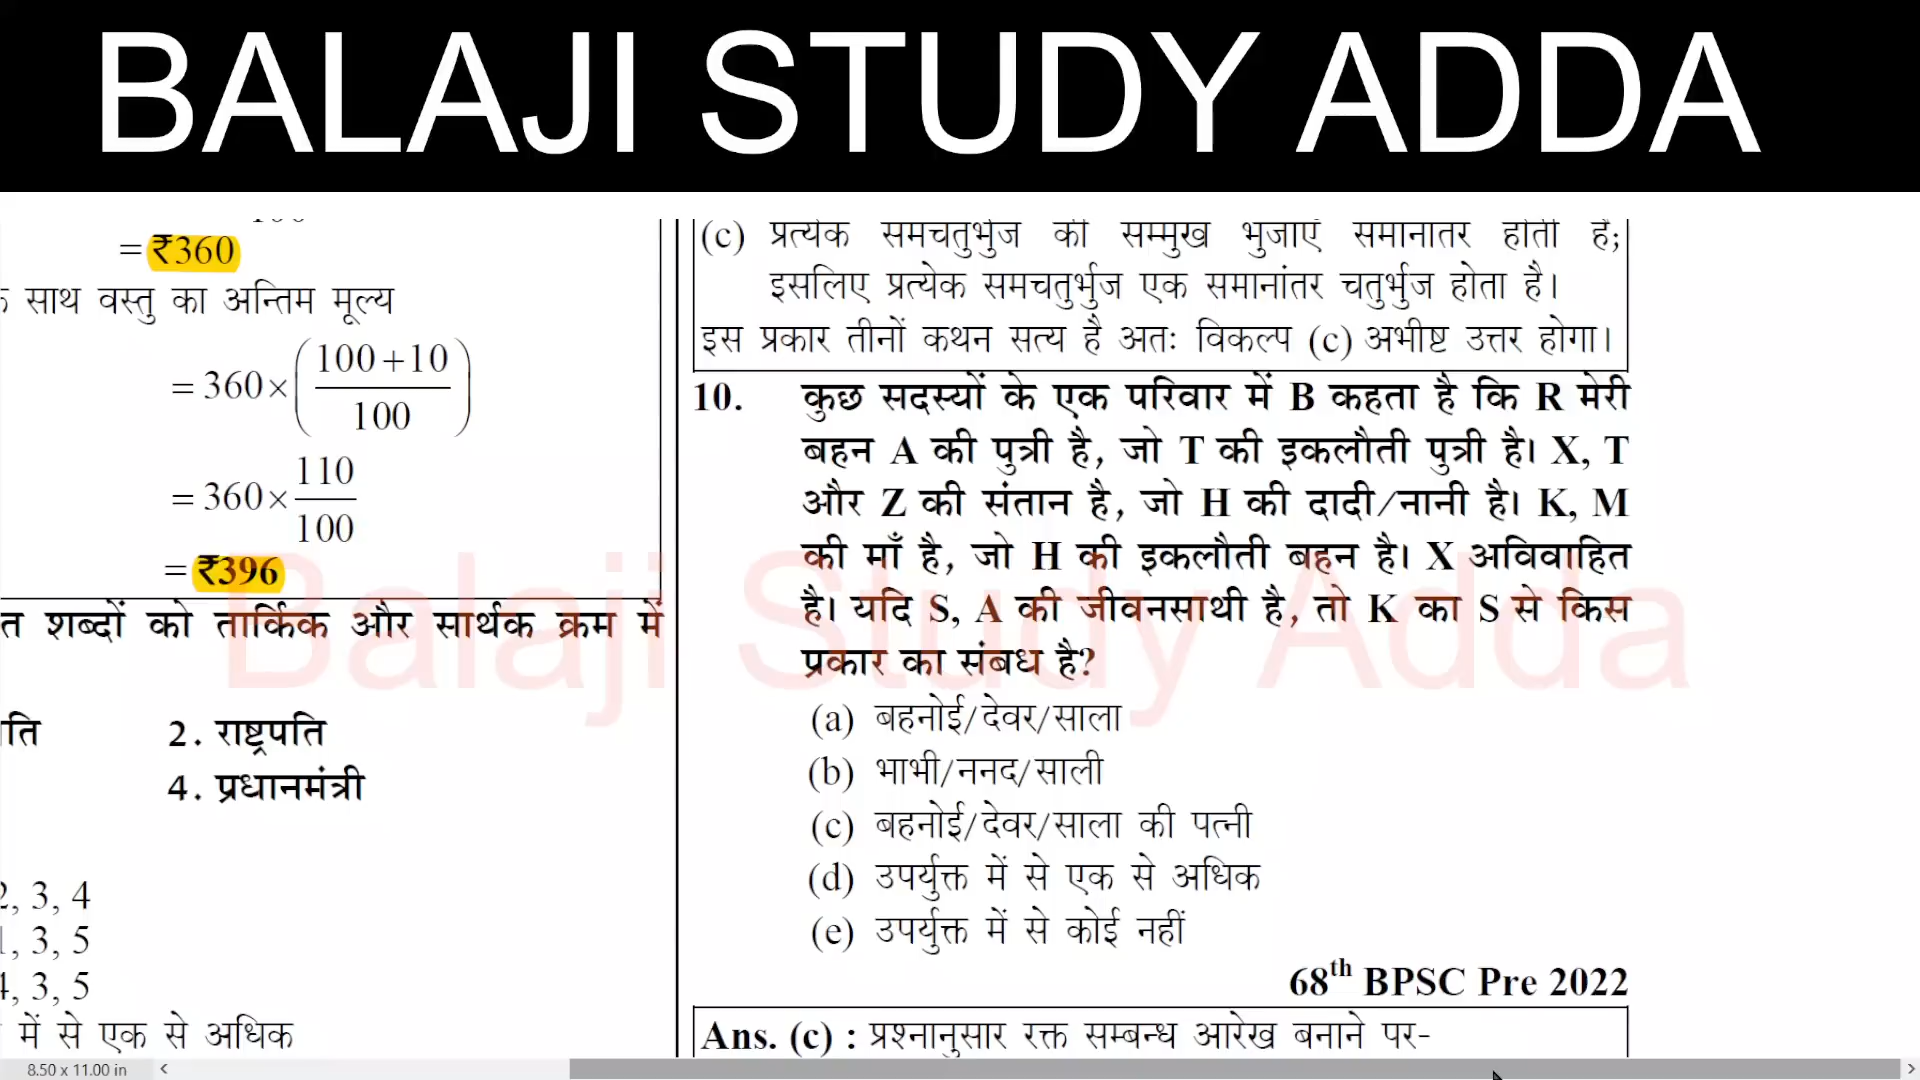 BALAJI STUDY ADDA
= ₹360
साथ वस्तु का अन्तिम मूल्य
= 360×(100+10/100)
= 360×110/100
= ₹396
त शब्दों को तार्किक और सार्थक क्रम में
ति 2. राष्ट्रपति
4. प्रधानमंत्री
2, 3, 4
1, 3, 5
4, 3, 5
में से एक से अधिक
(c) प्रत्येक समचतुर्भुज की सम्मुख भुजाएं समानांतर होती हैं;
इसलिए प्रत्येक समचतुर्भुज एक समानांतर चतुर्भुज होता है।
इस प्रकार तीनों कथन सत्य है अतः विकल्प (c) अभीष्ट उत्तर होगा।
10. कुछ सदस्यों के एक परिवार में B कहता है कि R मेरी
बहन A की पुत्री है, जो T की इकलौती पुत्री है। X, T
और Z की संतान है, जो H की दादी/नानी है। K, M
की माँ है, जो H की इकलौती बहन है। X अविवाहित
है। यदि S, A की जीवनसाथी है, तो K का S से किस
प्रकार का संबध है?
(a) बहनोई/देवर/साला
(b) भाभी/ननद/साली
(c) बहनोई/देवर/साला की पत्नी
(d) उपर्युक्त में से एक से अधिक
(e) उपर्युक्त में से कोई नहीं
68th BPSC Pre 2022
Ans. (c) : प्रश्नानुसार रक्त सम्बन्ध आरेख बनाने पर-
Balaji Study Adda
8.50 x 11.00 in